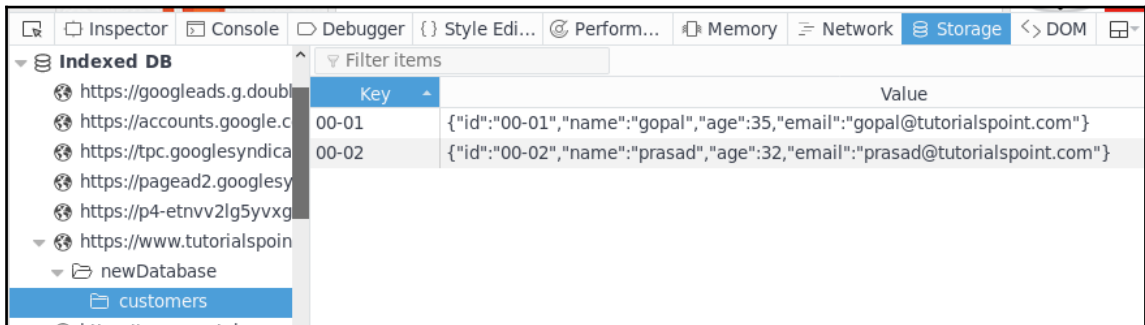 Inspector Console Debugger {} Style Edi... Perform... Memory Network Storage DOM
Indexed DB
Filter items
https://googleads.g.doubl
Key Value
https://accounts.google.c
00-01 {"id":"00-01","name":"gopal","age":35,"email":"gopal@tutorialspoint.com"}
https://tpc.googlesyndica
00-02 {"id":"00-02","name":"prasad","age":32,"email":"prasad@tutorialspoint.com"}
https://pagead2.googlesy
https://p4-etnvv2lg5yvxg
https://www.tutorialspoin
newDatabase
customers